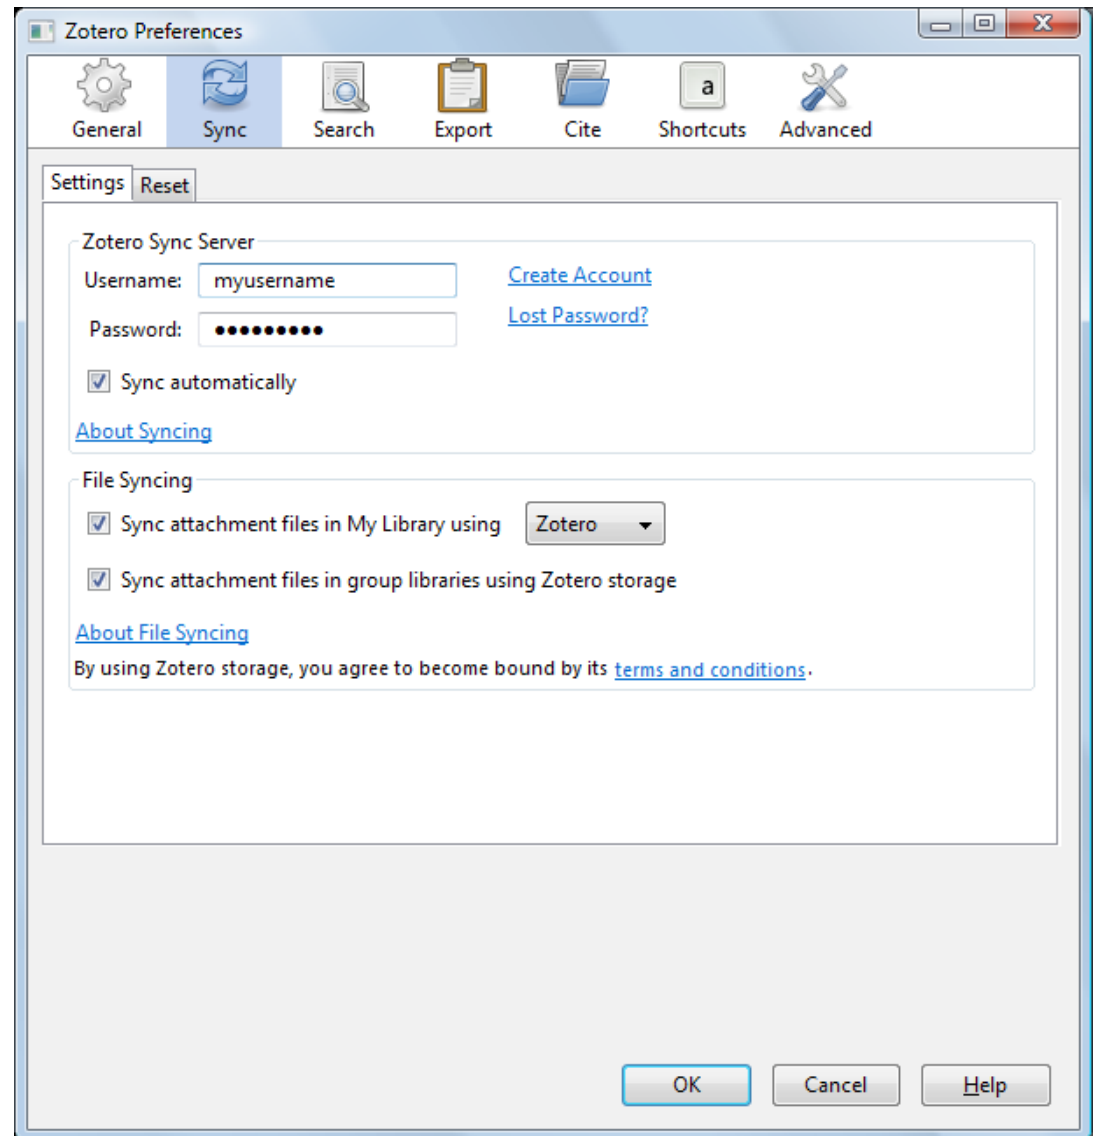 Zotero Preferences
General Sync Search Export Cite a Shortcuts Advanced
Settings Reset
Zotero Sync Server
Username: myusername Create Account
Password: ●●●●●●●●● Lost Password?
Sync automatically
About Syncing
File Syncing
Sync attachment files in My Library using Zotero
Sync attachment files in group libraries using Zotero storage
About File Syncing
By using Zotero storage, you agree to become bound by its terms and conditions.
OK Cancel Help